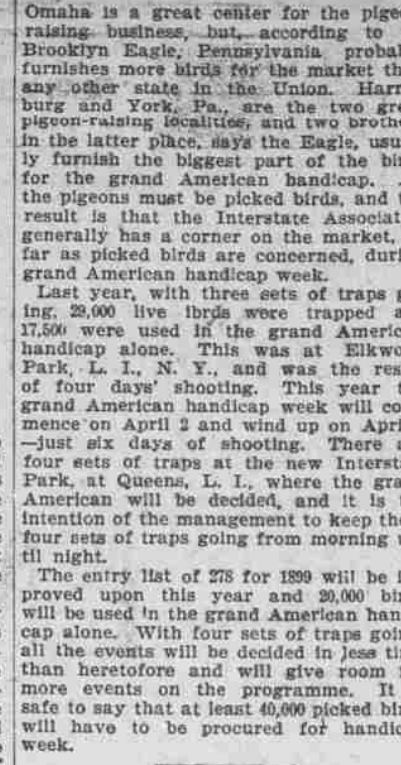 Omaha is a great center for the pigeo
raising business, but, according to
Brooklyn Eagle, Pennsylvania probab
furnishes more birds for the market th
any other state in the Union. Harr
burg and York, Pa., are the two gre
pigeon-raising localities, and two brothe
in the latter place, says the Eagle, usua
ly furnish the biggest part of the bir
for the grand American handicap.
the pigeons must be picked birds, and t
result is that the Interstate Associat
generally has a corner on the market,
far as picked birds are concerned, duri
grand American handicap week.
Last year, with three sets of traps g
ing, 29,000 live ibrds were trapped a
17,500 were used in the grand Americ
handicap alone. This was at Elkwo
Park, L. I., N. Y., and was the resu
of four days' shooting. This year t
grand American handicap week will co
mence on April 2 and wind up on April
—just six days of shooting. There a
four sets of traps at the new Intersta
Park, at Queens, L. I., where the gra
American will be decided, and it is t
intention of the management to keep the
four sets of traps going from morning u
til night.
The entry list of 278 for 1899 will be i
proved upon this year and 20,000 bir
will be used in the grand American hand
cap alone. With four sets of traps goin
all the events will be decided in less ti
than heretofore and will give room f
more events on the programme. It
safe to say that at least 40,000 picked bir
will have to be procured for handic
week.